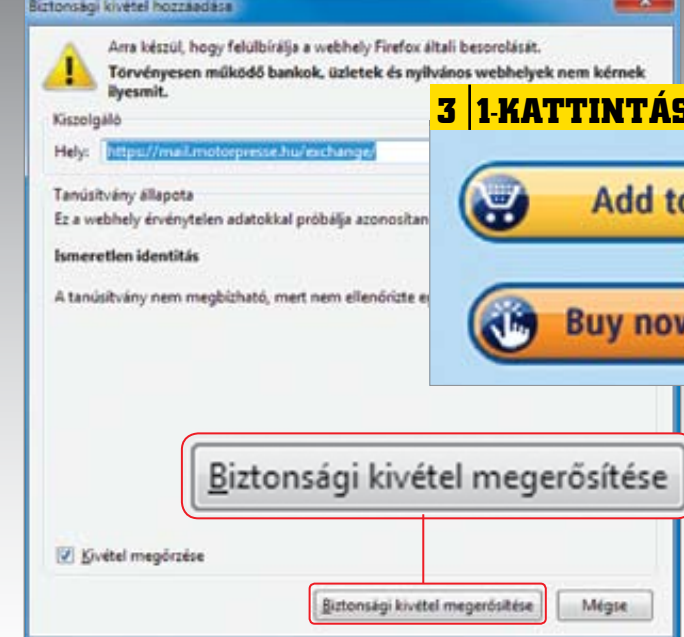 Biztonsági kivétel hozzáadása
Arra készül, hogy felülbírálja a webhely Firefox általi besorolását.
Törvényesen működő bankok, üzletek és nyilvános webhelyek nem kérnek
ilyesmit.
Kiszolgáló
Hely: https://mail.motorpresse.hu/exchange/
Tanúsítvány állapota
Ez a webhely érvénytelen adatokkal próbálja
Ismeretlen identitás
A tanúsítvány nem megbízható, mert nem ellenőrizte
3 1-KATTINTÁS
Add to
Buy now
Biztonsági kivétel megerősítése
Kivétel megőrzése
Biztonsági kivétel megerősítése
Mégse